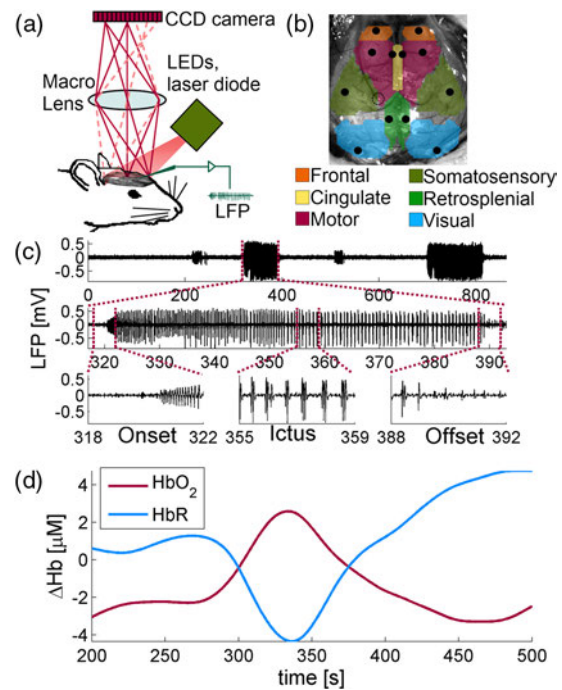 (a)
CCD camera
LEDs,
laser diode
Macro
Lens
LFP
(b)
Frontal
Cingulate
Motor
Somatosensory
Retrosplenial
Visual
(c)
LFP [mV]
0.5
0
-0.5
0 200 400 600 800
0.5
0
-0.5
320 330 340 350 360 370 380 390
0.5
0
-0.5
318 Onset 322
355 Ictus 359
388 Offset 392
(d)
HbO2
HbR
ΔHb [µM]
4
2
0
-2
-4
200 250 300 350 400 450 500
time [s]